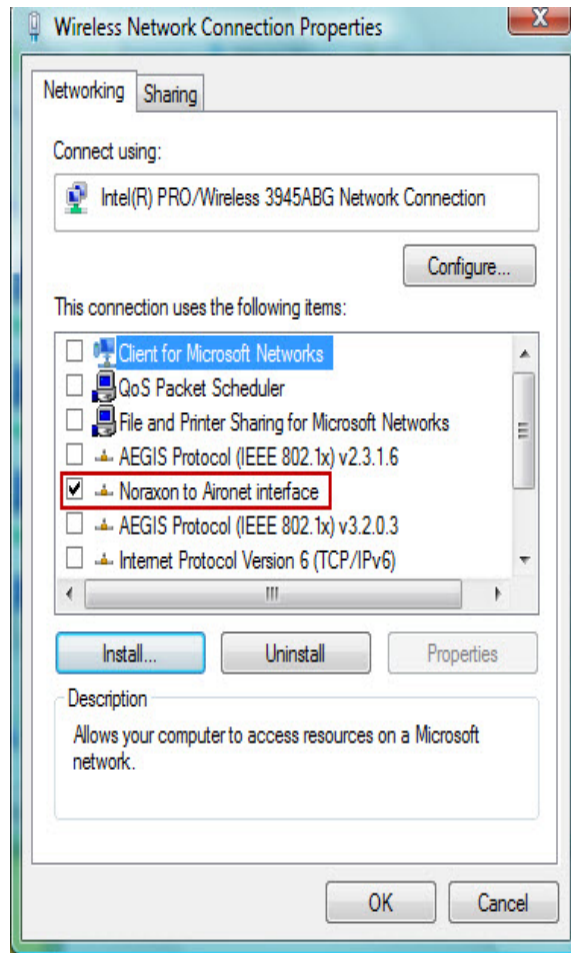 Wireless Network Connection Properties
X
Networking Sharing
Connect using:
Intel(R) PRO/Wireless 3945ABG Network Connection
Configure...
This connection uses the following items:
Client for Microsoft Networks
QoS Packet Scheduler
File and Printer Sharing for Microsoft Networks
AEGIS Protocol (IEEE 802.1x) v2.3.1.6
Noraxon to Aironet interface
AEGIS Protocol (IEEE 802.1x) v3.2.0.3
Internet Protocol Version 6 (TCP/IPv6)
Install... Uninstall Properties
Description
Allows your computer to access resources on a Microsoft
network.
OK Cancel